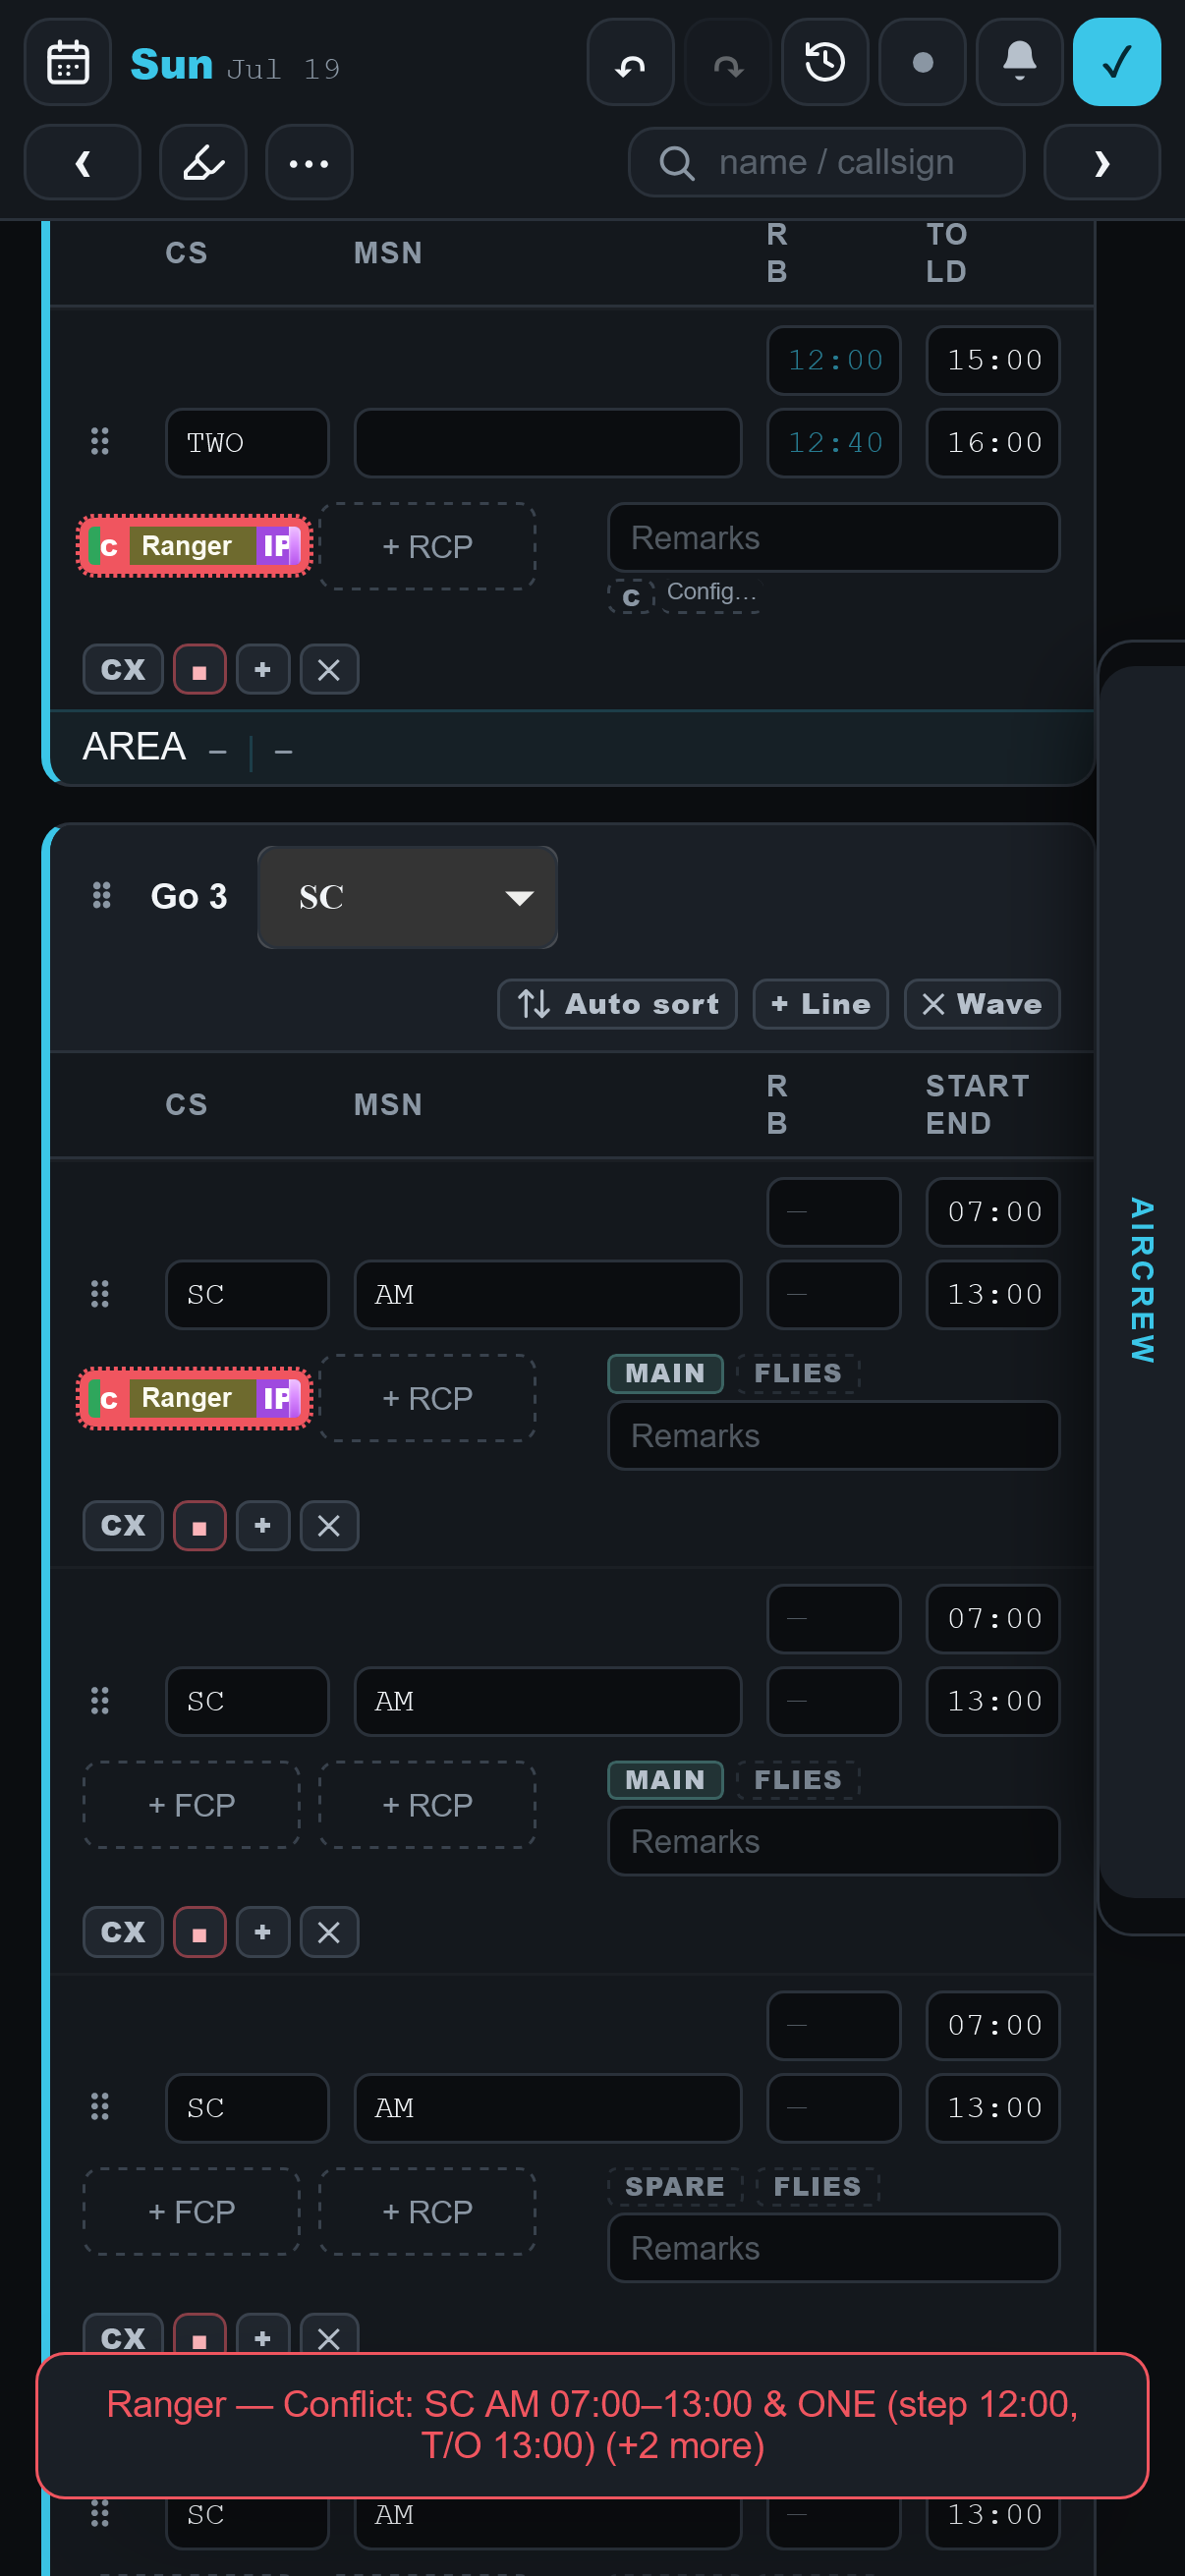 Sun Jul 19
name / callsign
CS MSN R B TO LD
12:00 15:00
TWO 12:40 16:00
C Ranger IP + RCP Remarks
C Config...
CX + ×
AREA – | –
Go 3 SC
Auto sort + Line × Wave
CS MSN R B START END
— 07:00
SC AM — 13:00
C Ranger IP + RCP MAIN FLIES
Remarks
CX + ×
— 07:00
SC AM — 13:00
+ FCP + RCP MAIN FLIES
Remarks
CX + ×
— 07:00
SC AM — 13:00
+ FCP + RCP SPARE FLIES
Remarks
CX + ×
Ranger — Conflict: SC AM 07:00–13:00 & ONE (step 12:00,
T/O 13:00) (+2 more)
SC AM — 13:00
AIRCREW